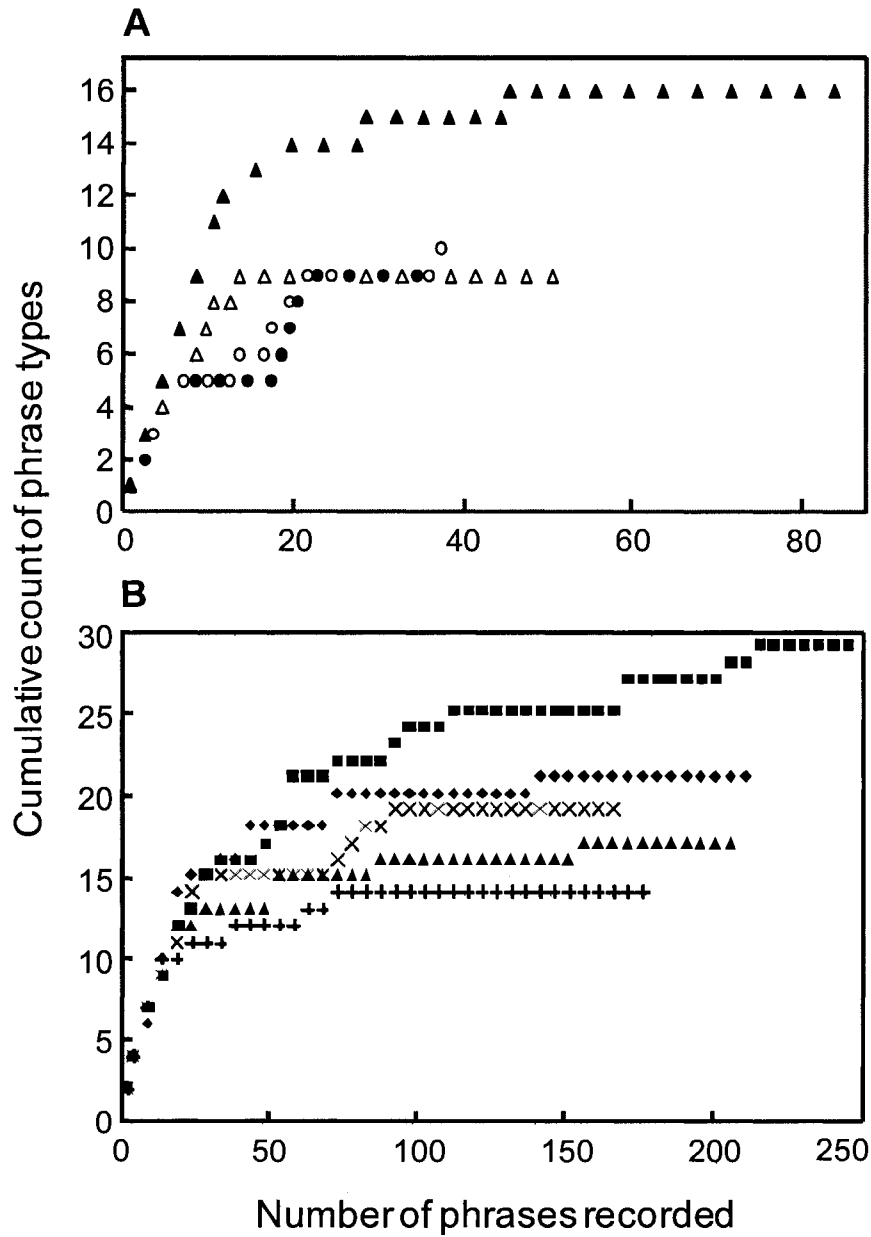 A
16
14
12
10
8
6
4
2
0
0 20 40 60 80
Cumulative count of phrase types
B
30
25
20
15
10
5
0
0 50 100 150 200 250
Number of phrases recorded